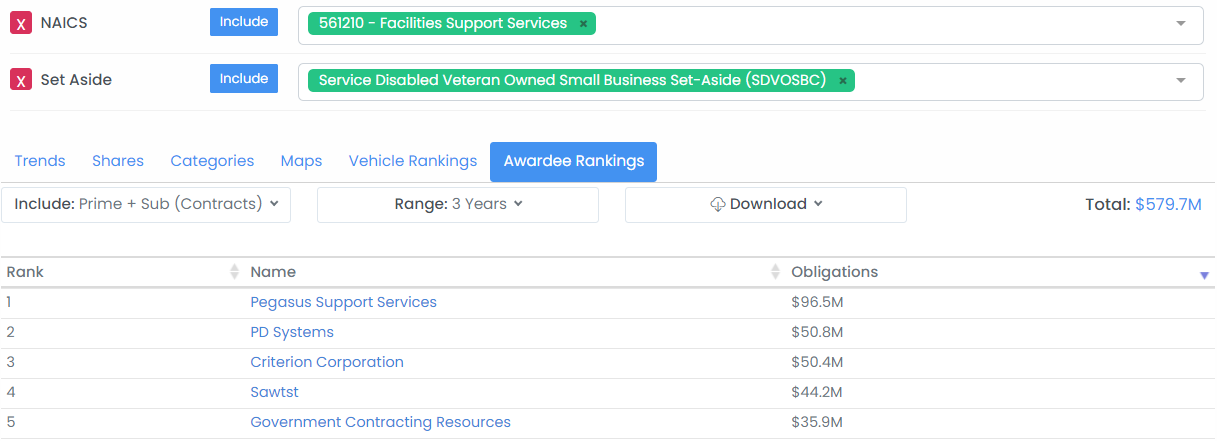 X NAICS Include 561210 - Facilities Support Services ×
X Set Aside Include Service Disabled Veteran Owned Small Business Set-Aside (SDVOSBC) ×
Trends Shares Categories Maps Vehicle Rankings Awardee Rankings
Include: Prime + Sub (Contracts) Range: 3 Years Download Total: $579.7M
Rank Name Obligations
1 Pegasus Support Services $96.5M
2 PD Systems $50.8M
3 Criterion Corporation $50.4M
4 Sawtst $44.2M
5 Government Contracting Resources $35.9M